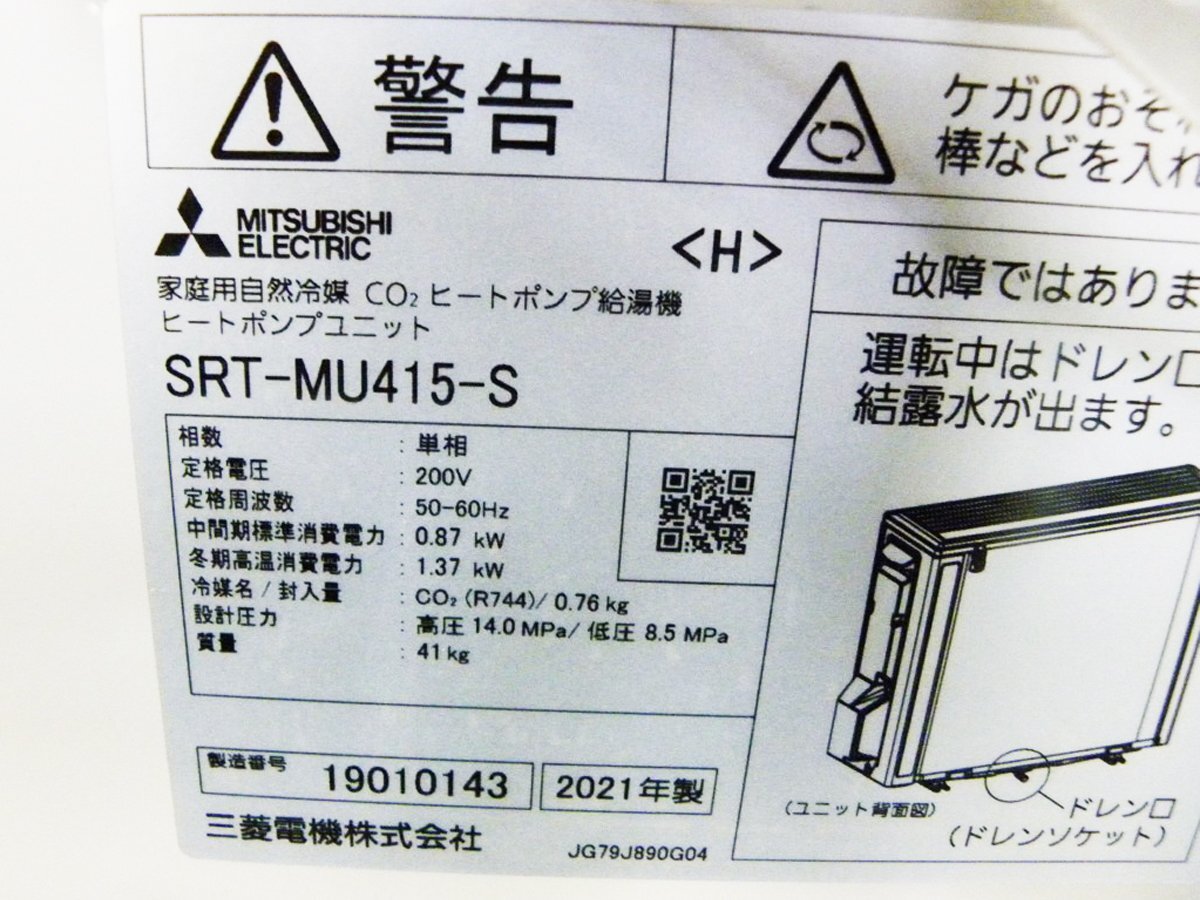 警告
ケガのおそ
棒などを入れ
MITSUBISHI
ELECTRIC
<H>
家庭用自然冷媒 CO₂ ヒートポンプ給湯機
ヒートポンプユニット
SRT-MU415-S
相数 : 単相
定格電圧 : 200V
定格周波数 : 50-60Hz
中間期標準消費電力 : 0.87 kW
冬期高温消費電力 : 1.37 kW
冷媒名 / 封入量 : CO₂ (R744)/ 0.76 kg
設計圧力 : 高圧 14.0 MPa/ 低圧 8.5 MPa
質量 : 41 kg
製造番号 19010143
2021年製
三菱電機株式会社
JG79J890G04
故障ではありま
運転中はドレン口
結露水が出ます。
(ユニット背面図)
ドレン口
(ドレンソケット)